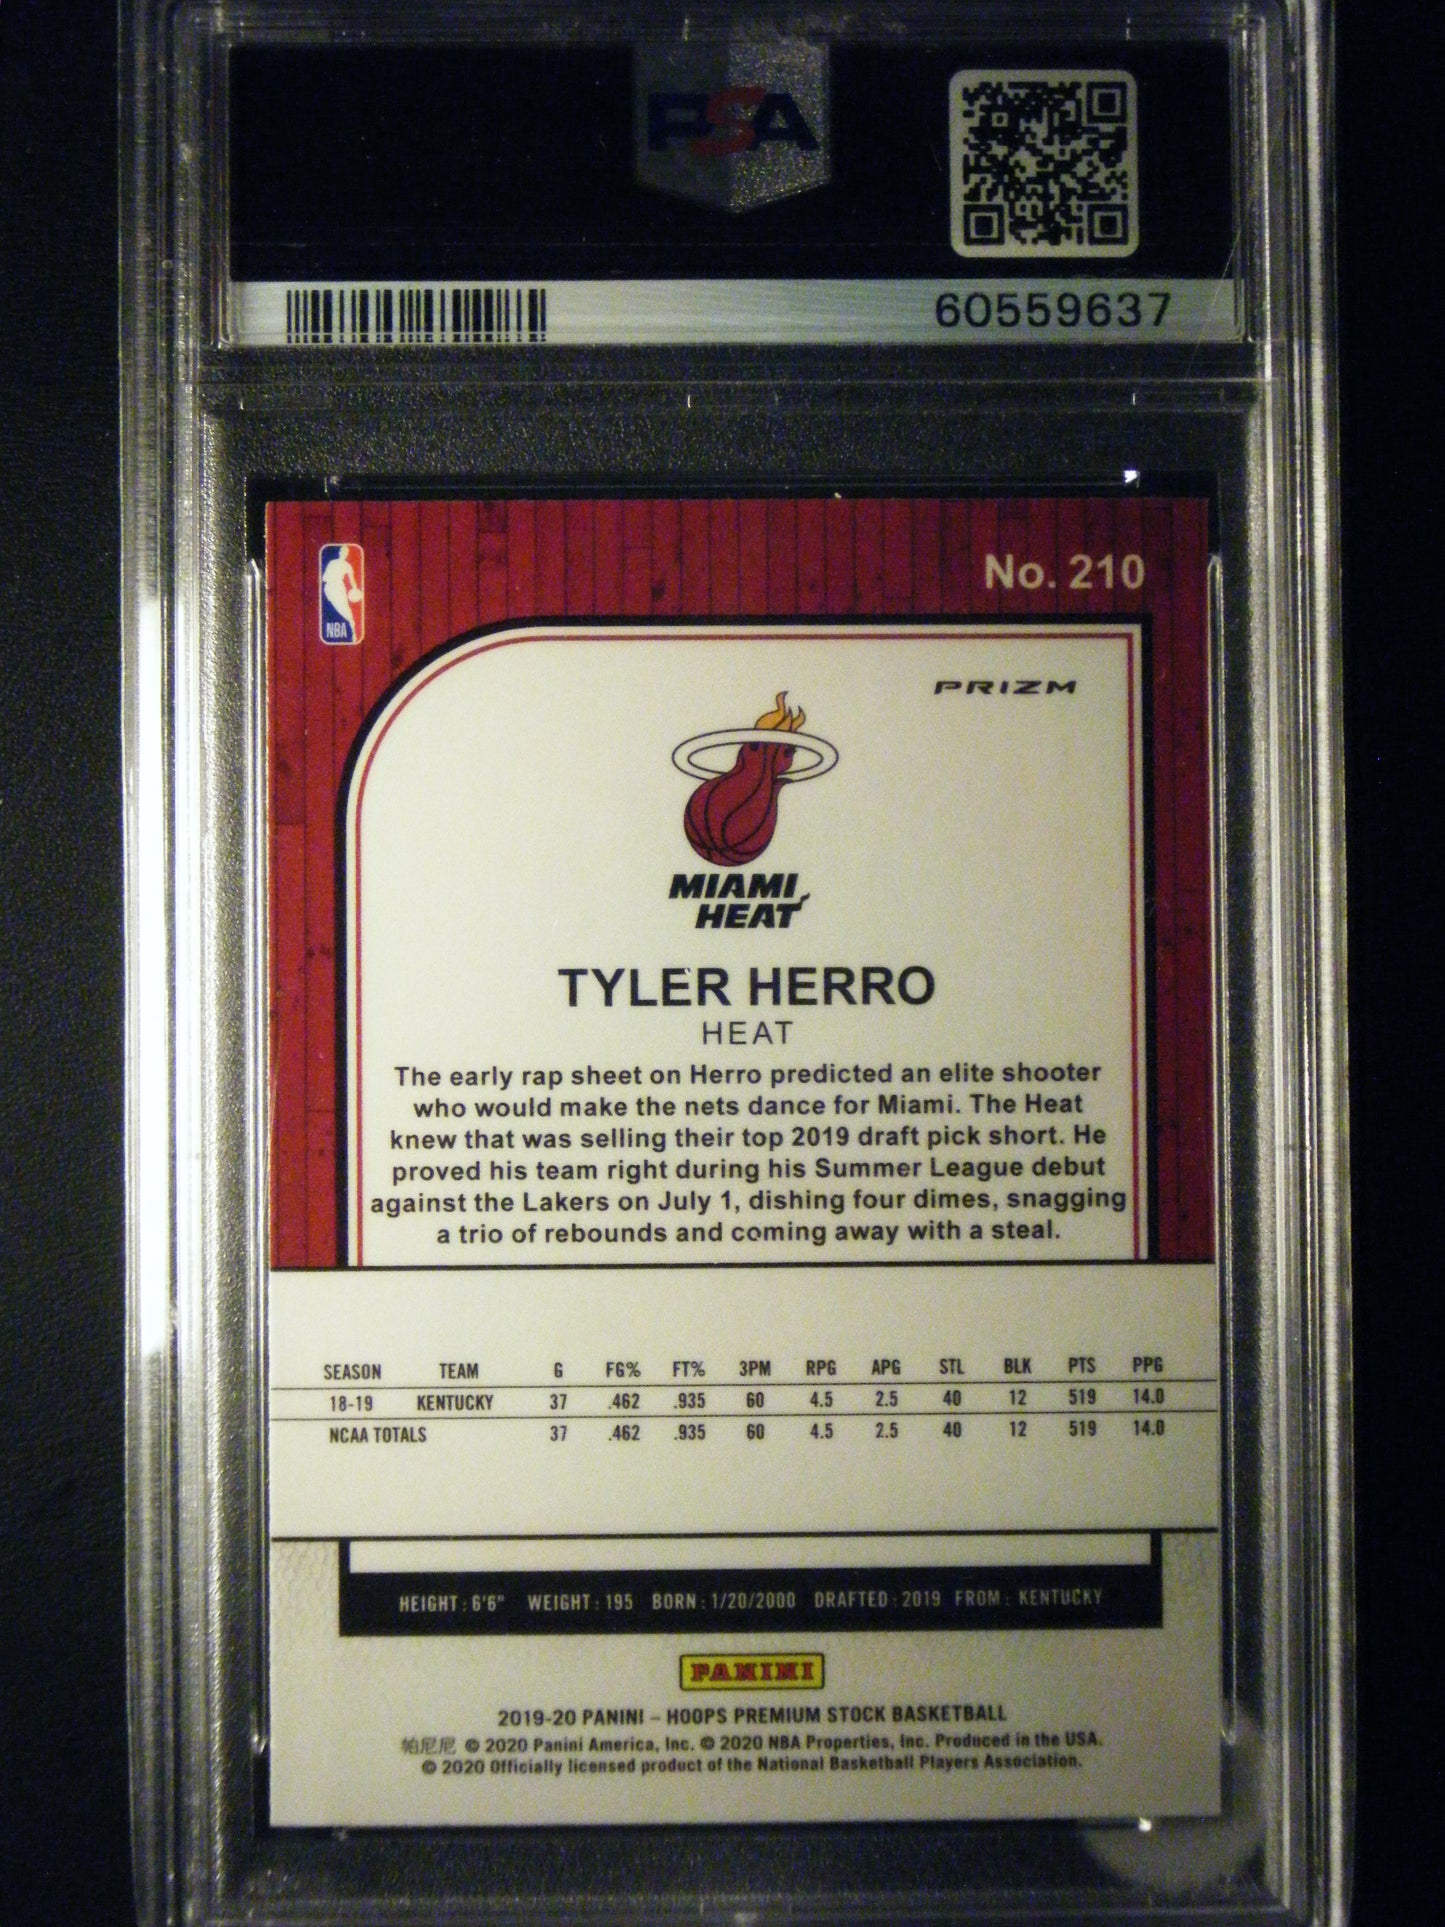 PSA
60559637
NBA
No. 210
PRIZM
MIAMI
HEAT
TYLER HERRO
HEAT
The early rap sheet on Herro predicted an elite shooter
who would make the nets dance for Miami. The Heat
knew that was selling their top 2019 draft pick short. He
proved his team right during his Summer League debut
against the Lakers on July 1, dishing four dimes, snagging
a trio of rebounds and coming away with a steal.
SEASON TEAM G FG% FT% 3PM RPG APG STL BLK PTS PPG
18-19 KENTUCKY 37 .462 .935 60 4.5 2.5 40 12 519 14.0
NCAA TOTALS 37 .462 .935 60 4.5 2.5 40 12 519 14.0
HEIGHT: 6'6" WEIGHT: 195 BORN: 1/20/2000 DRAFTED: 2019 FROM: KENTUCKY
PANINI
2019-20 PANINI – HOOPS PREMIUM STOCK BASKETBALL
帕尼尼 © 2020 Panini America, Inc. © 2020 NBA Properties, Inc. Produced in the USA.
© 2020 Officially licensed product of the National Basketball Players Association.